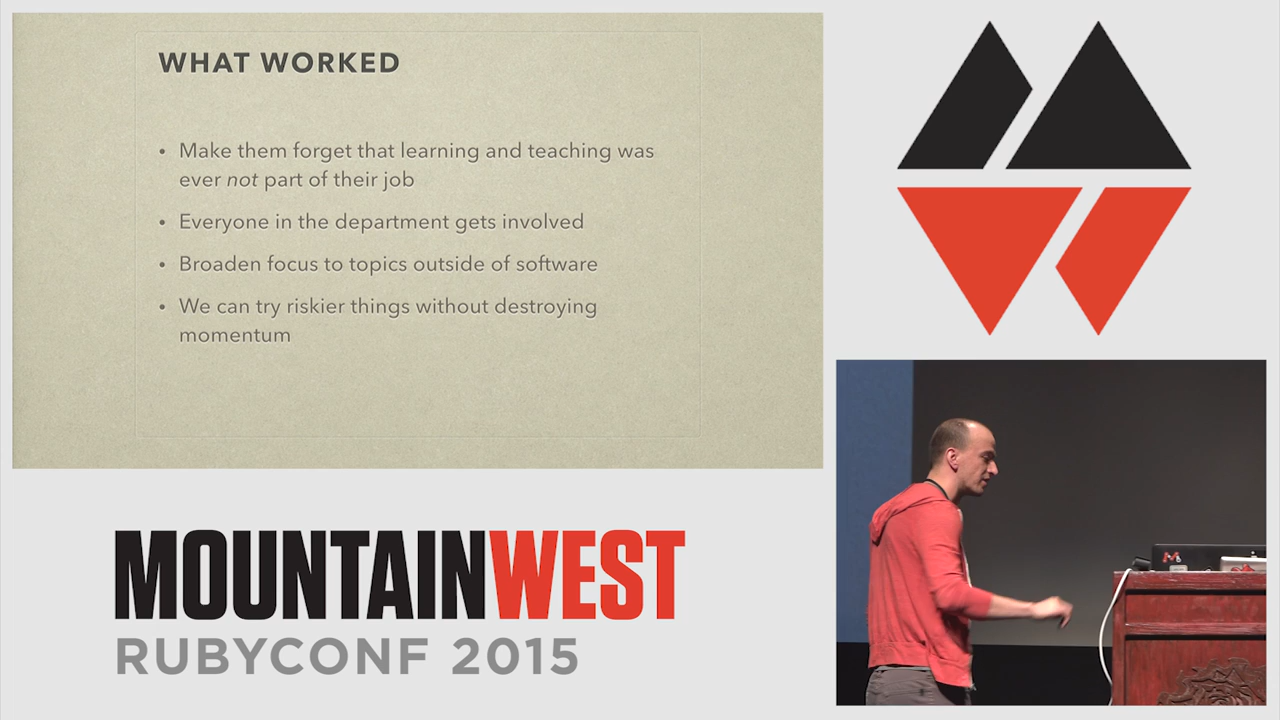 WHAT WORKED
• Make them forget that learning and teaching was
ever not part of their job
• Everyone in the department gets involved
• Broaden focus to topics outside of software
• We can try riskier things without destroying
momentum
MOUNTAINWEST
RUBYCONF 2015